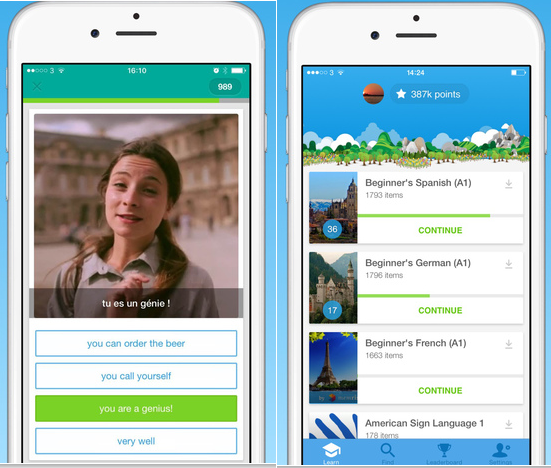 ●●○○○ 3
16:10
×
989
tu es un génie !
you can order the beer
you call yourself
you are a genius!
very well
●●●○○ 3
14:24
387k points
Beginner's Spanish (A1)
1793 items
36
CONTINUE
Beginner's German (A1)
1796 items
17
CONTINUE
Beginner's French (A1)
1663 items
by
CONTINUE
American Sign Language 1
178 items
Learn
Find
Leaderboard
Settings